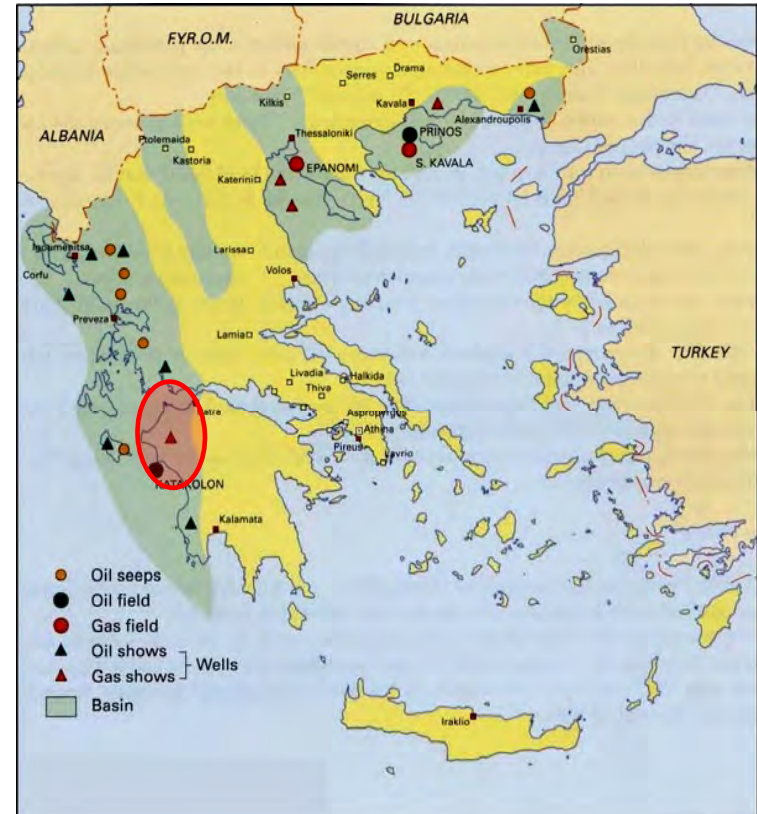 BULGARIA
F.Y.R.O.M.
Orestias
Drama
Serres
Kilkis
Kavala
Alexandroupolis
ALBANIA
Ptolemaida
Kastoria
Thessaloniki
PRINOS
EPANOMI
S. KAVALA
Katerini
Larissa
Corfu
Volos
Preveza
Lamia
TURKEY
Livadia
Halkida
Thiva
Patra
Aspropyrgos
Athina
Pireus
Lavrio
KATAKOLON
Kalamata
Oil seeps
Oil field
Gas field
Oil shows
Wells
Gas shows
Basin
Iraklio